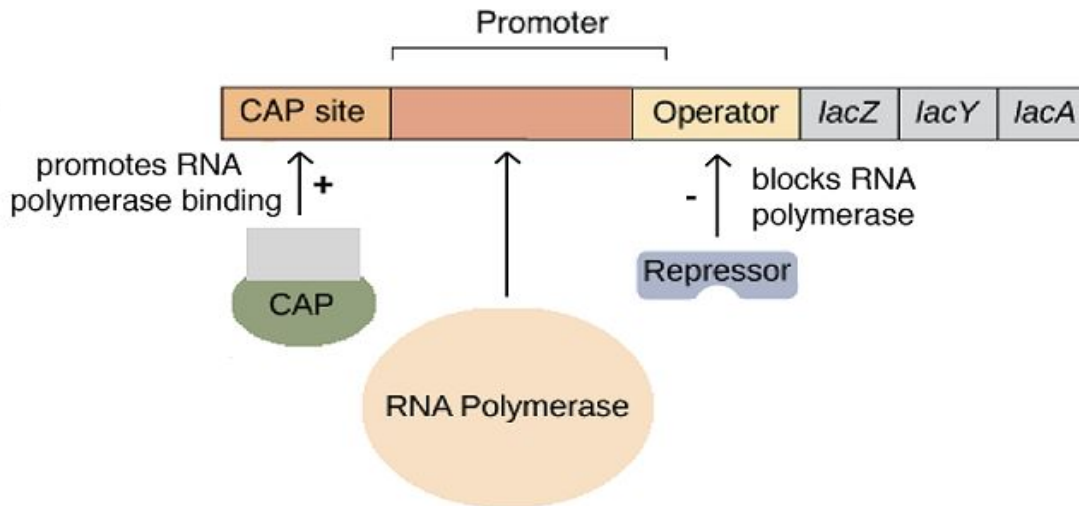 Promoter
CAP site
Operator
lacZ
lacY
lacA
promotes RNA
polymerase binding
+
-
blocks RNA
polymerase
CAP
Repressor
RNA Polymerase